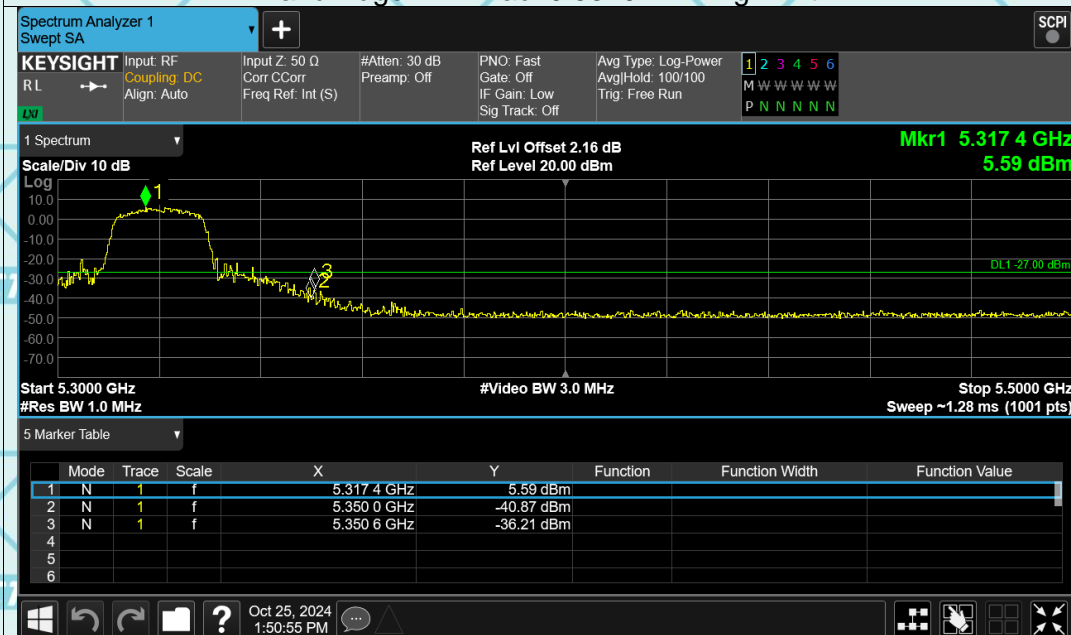 Spectrum Analyzer 1
Swept SA
+
SCPI
KEYSIGHT
RL
LXI
Input: RF
Coupling: DC
Align: Auto
Input Z: 50 Ω
Corr CCorr
Freq Ref: Int (S)
#Atten: 30 dB
Preamp: Off
PNO: Fast
Gate: Off
IF Gain: Low
Sig Track: Off
Avg Type: Log-Power
Avg|Hold: 100/100
Trig: Free Run
1 2 3 4 5 6
M W W W W W
P N N N N N
1 Spectrum
Scale/Div 10 dB
Log
Ref Lvl Offset 2.16 dB
Ref Level 20.00 dBm
Mkr1 5.317 4 GHz
5.59 dBm
10.0
0.00
-10.0
-20.0
-30.0
-40.0
-50.0
-60.0
-70.0
1
3
2
DL1 -27.00 dBm
Start 5.3000 GHz
#Video BW 3.0 MHz
Stop 5.5000 GHz
#Res BW 1.0 MHz
Sweep ~1.28 ms (1001 pts)
5 Marker Table
Mode Trace Scale X Y Function Function Width Function Value
1 N 1 f 5.317 4 GHz 5.59 dBm
2 N 1 f 5.350 0 GHz -40.87 dBm
3 N 1 f 5.350 6 GHz -36.21 dBm
4
5
6
?
Oct 25, 2024
1:50:55 PM